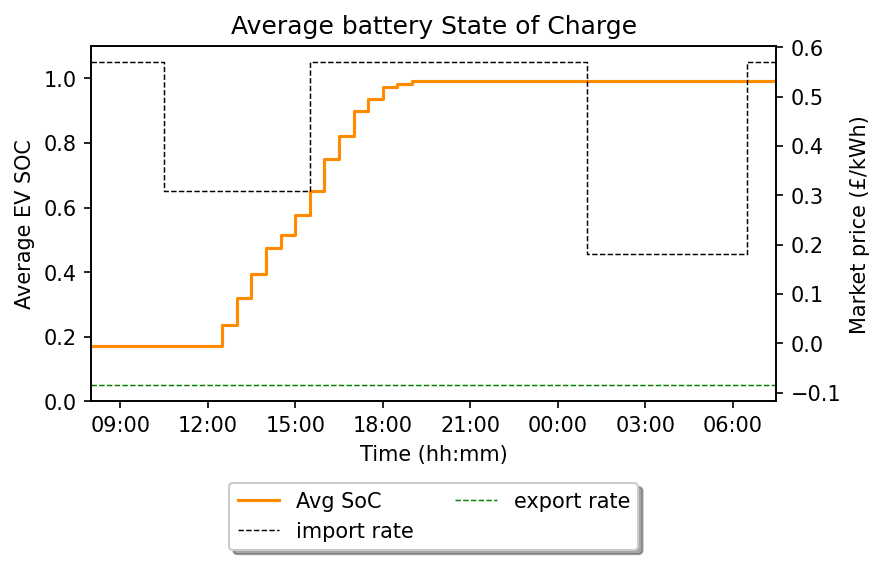 Average battery State of Charge
1.0
0.8
0.6
0.4
0.2
0.0
Average EV SOC
0.6
0.5
0.4
0.3
0.2
0.1
0.0
−0.1
Market price (£/kWh)
09:00 12:00 15:00 18:00 21:00 00:00 03:00 06:00
Time (hh:mm)
Avg SoC export rate
import rate